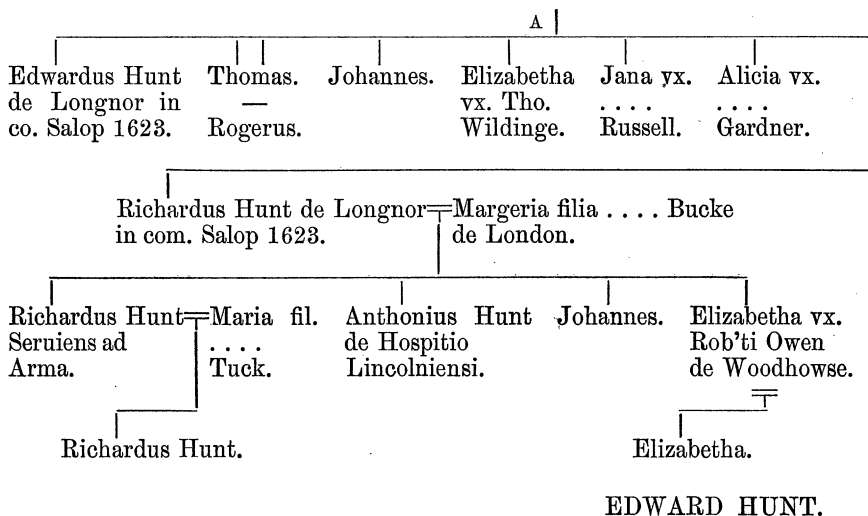 A
Edwardus Hunt Thomas. Johannes. Elizabetha Jana yx. Alicia vx.
de Longnor in — vx. Tho. . . . . . . . .
co. Salop 1623. Rogerus. Wildinge. Russell. Gardner.
Richardus Hunt de Longnor Margeria filia . . . . Bucke
in com. Salop 1623. de London.
Richardus Hunt Maria fil. Anthonius Hunt Johannes. Elizabetha vx.
Seruiens ad . . . . de Hospitio Rob'ti Owen
Arma. Tuck. Lincolniensi. de Woodhowse.
Richardus Hunt. Elizabetha.
EDWARD HUNT.